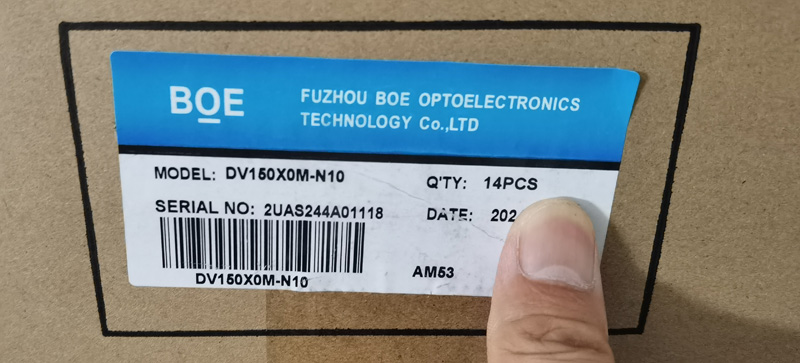 BOE
FUZHOU BOE OPTOELECTRONICS
TECHNOLOGY Co.,LTD
MODEL: DV150X0M-N10
Q'TY: 14PCS
SERIAL NO: 2UAS244A01118
DATE: 202
DV150X0M-N10
AM53